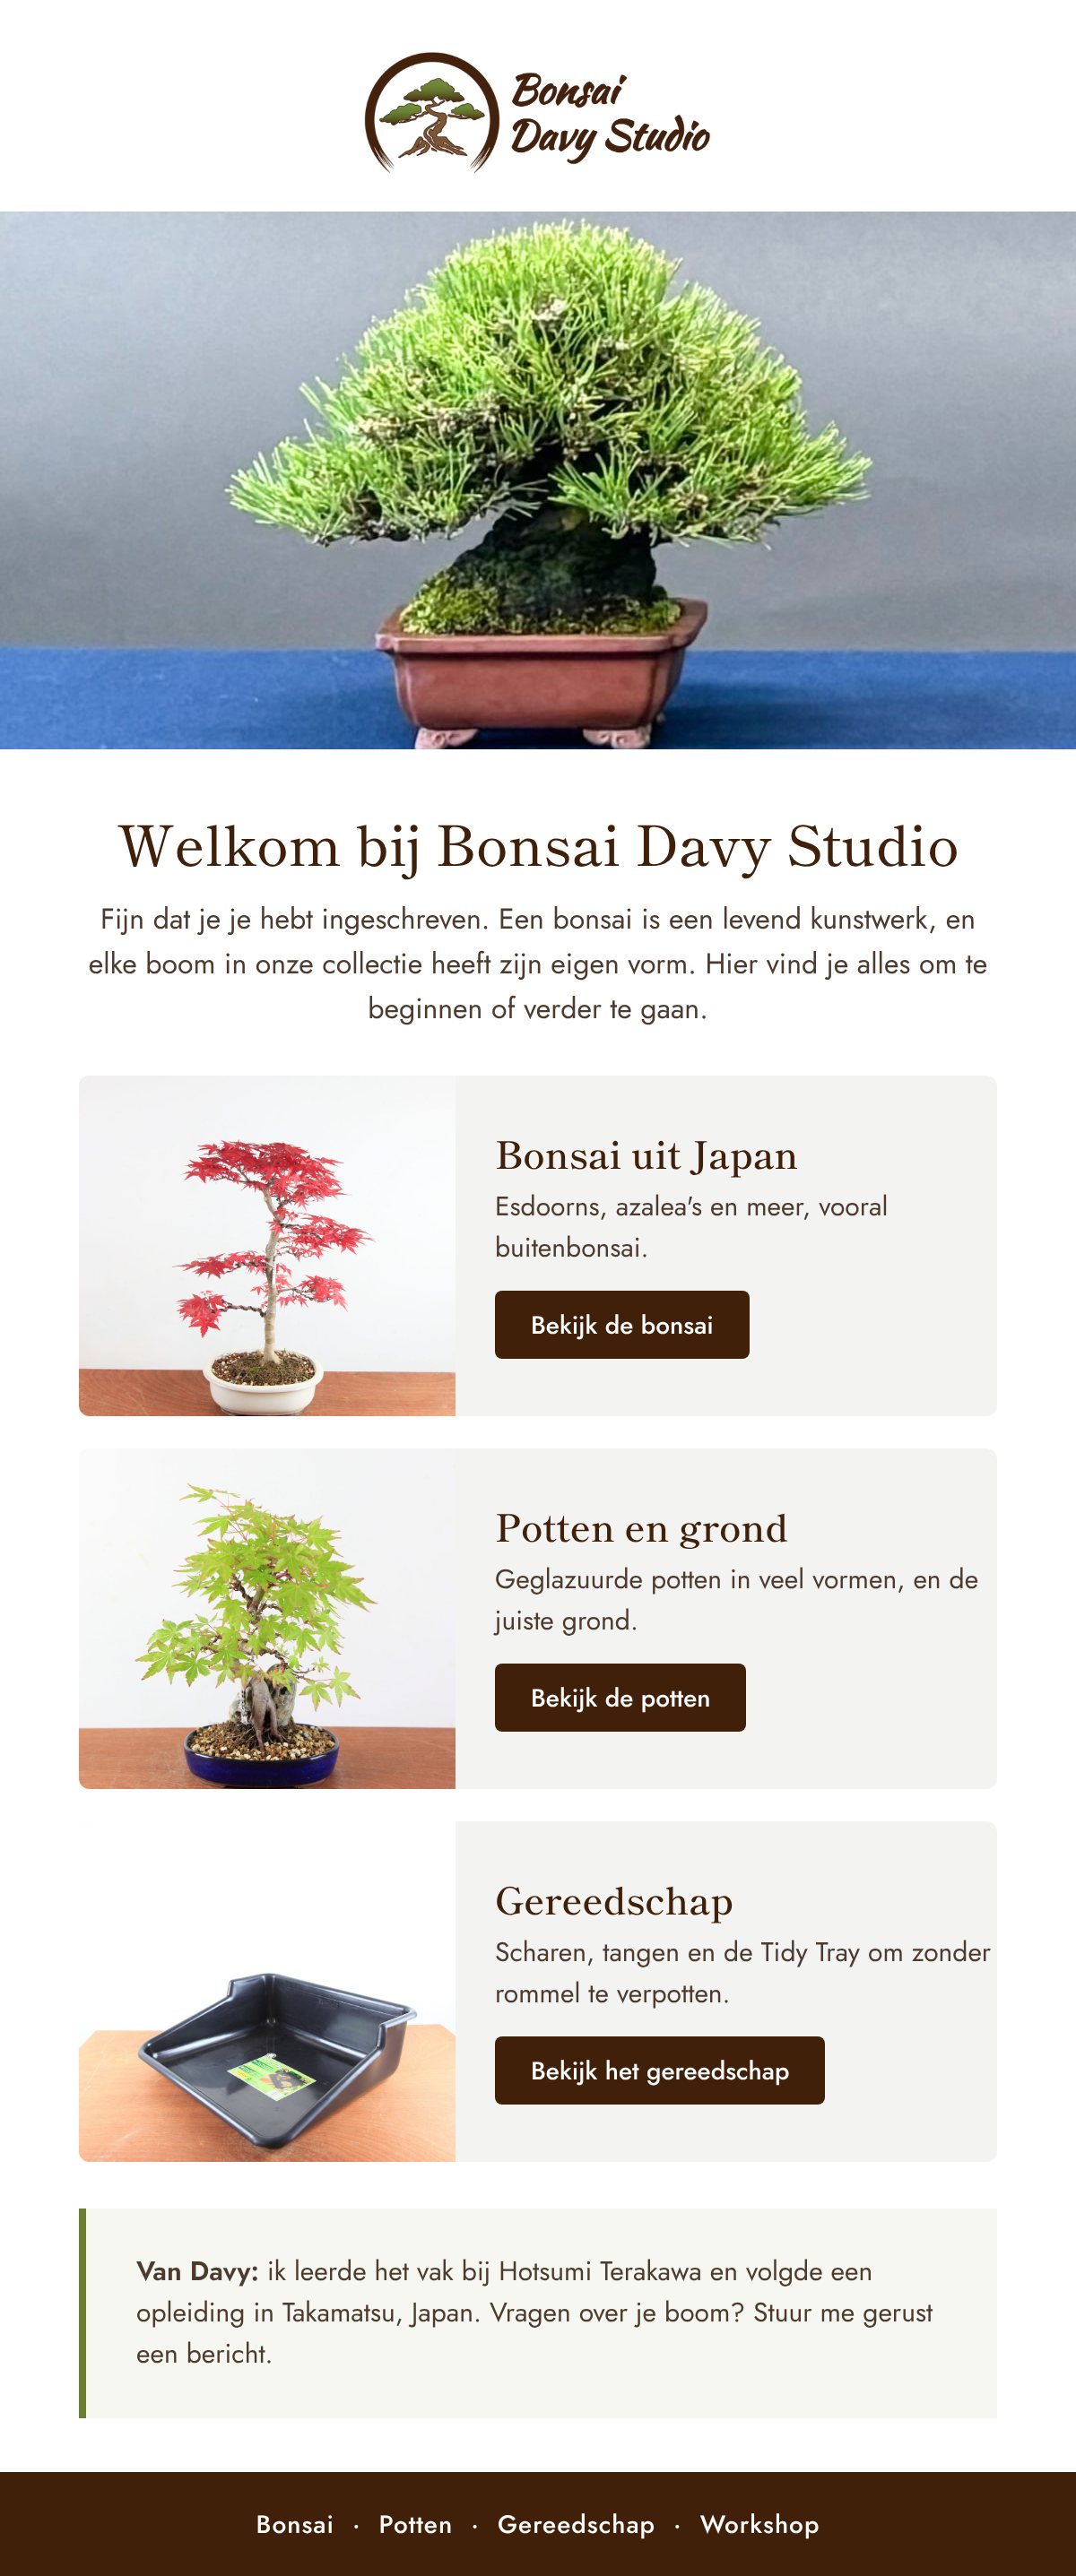 Bonsai
Davy Studio
Welkom bij Bonsai Davy Studio
Fijn dat je je hebt ingeschreven. Een bonsai is een levend kunstwerk, en
elke boom in onze collectie heeft zijn eigen vorm. Hier vind je alles om te
beginnen of verder te gaan.
Bonsai uit Japan
Esdoorns, azalea's en meer, vooral
buitenbonsai.
Bekijk de bonsai
Potten en grond
Geglazuurde potten in veel vormen, en de
juiste grond.
Bekijk de potten
Gereedschap
Scharen, tangen en de Tidy Tray om zonder
rommel te verpotten.
Bekijk het gereedschap
Van Davy: ik leerde het vak bij Hotsumi Terakawa en volgde een
opleiding in Takamatsu, Japan. Vragen over je boom? Stuur me gerust
een bericht.
Bonsai · Potten · Gereedschap · Workshop